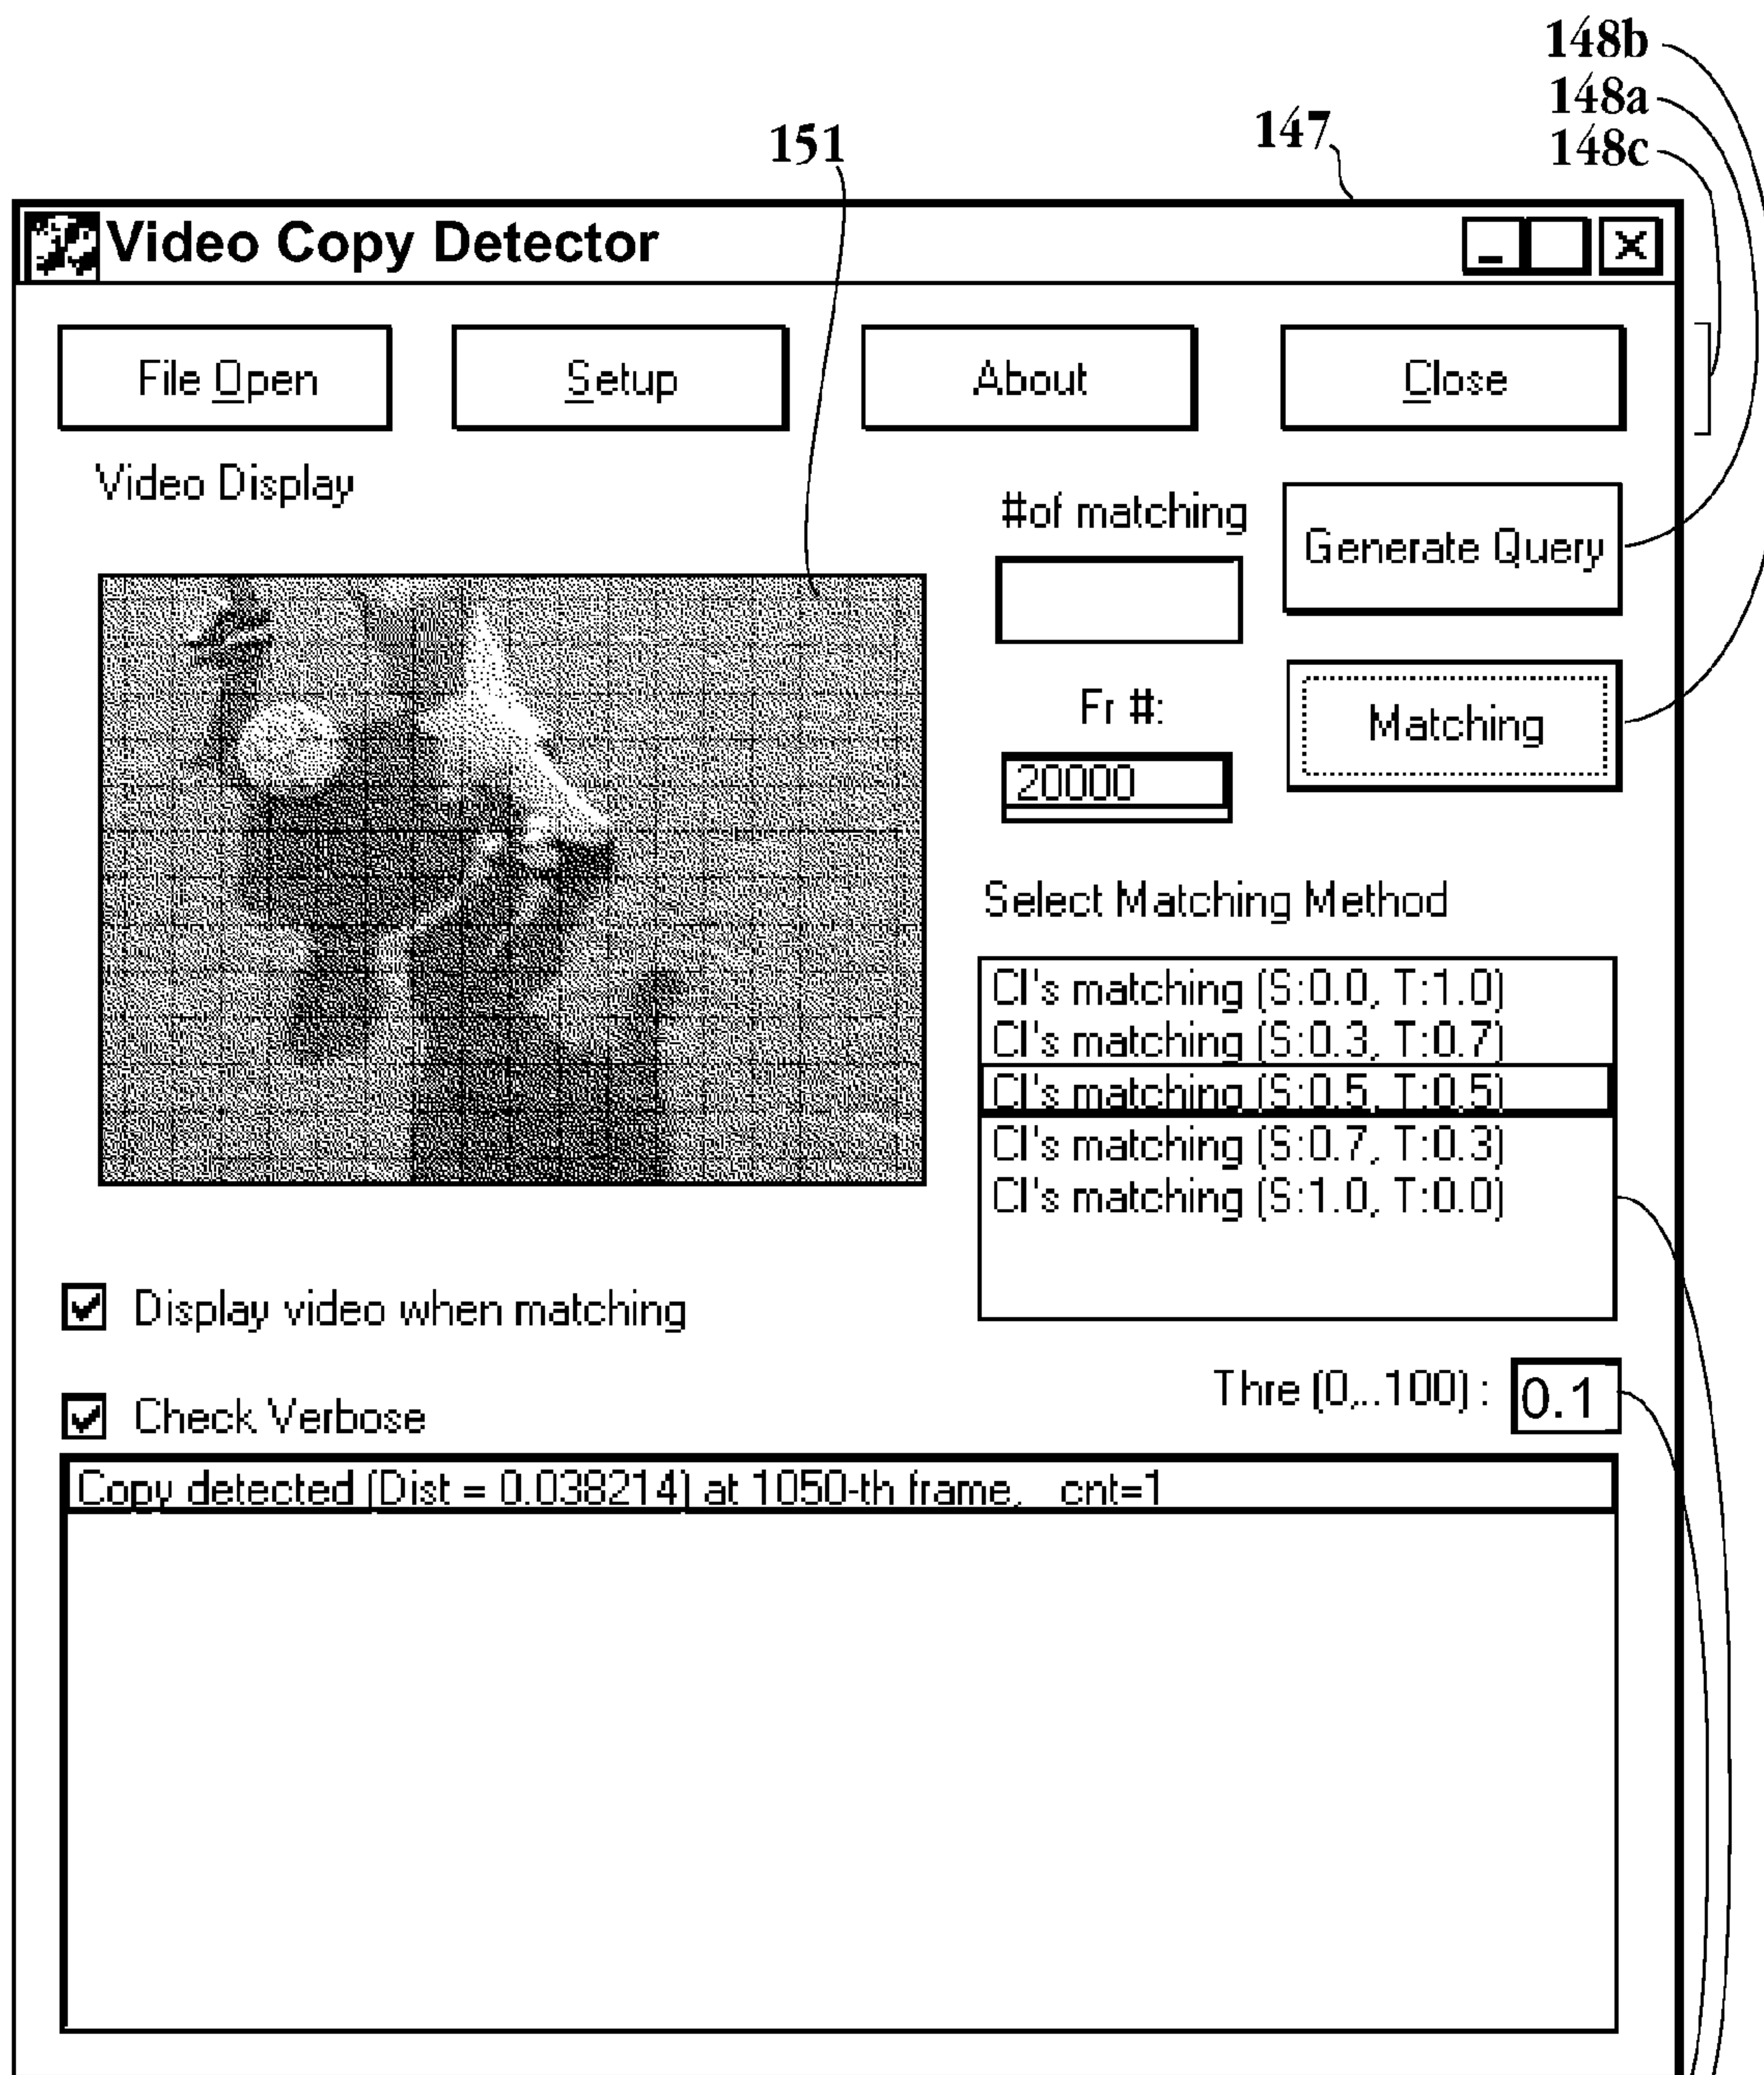 148b
148a
148c
151
147
Video Copy Detector
File Open
Setup
About
Close
Video Display
#of matching
Generate Query
Fr #:
20000
Matching
Select Matching Method
CI's matching (S:0.0, T:1.0)
CI's matching (S:0.3, T:0.7)
CI's matching (S:0.5, T:0.5)
CI's matching (S:0.7, T:0.3)
CI's matching (S:1.0, T:0.0)
Display video when matching
Thre (0,..100) : 0.1
Check Verbose
Copy detected (Dist = 0.038214) at 1050-th frame, cnt=1